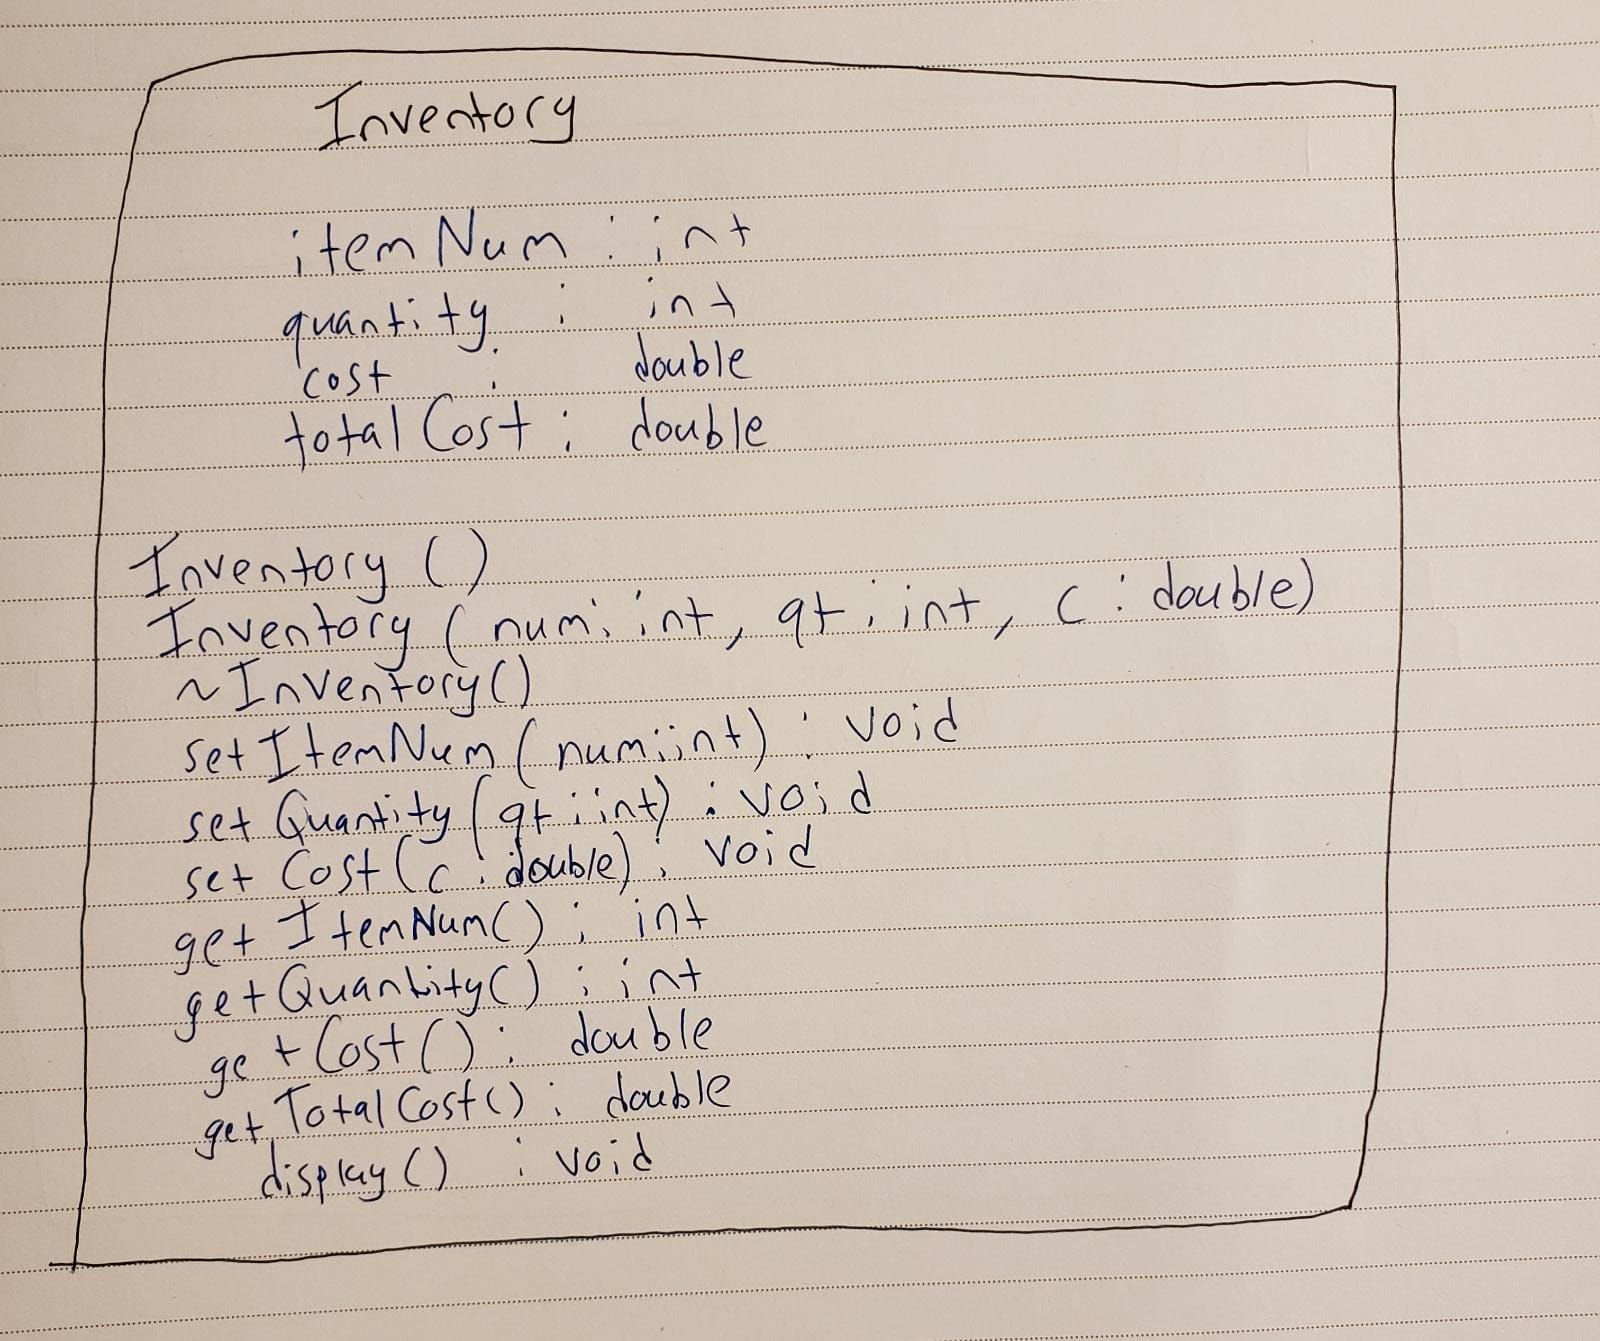 Inventory
itemNum : int
quantity : int
cost : double
totalCost : double
Inventory ()
Inventory (num: int, qt: int, c: double)
~Inventory()
setItemNum (num:int) : void
setQuantity (qt:int) : void
setCost (c: double) : void
getItemNum() : int
getQuantity() : int
getCost() : double
getTotalCost() : double
display() : void